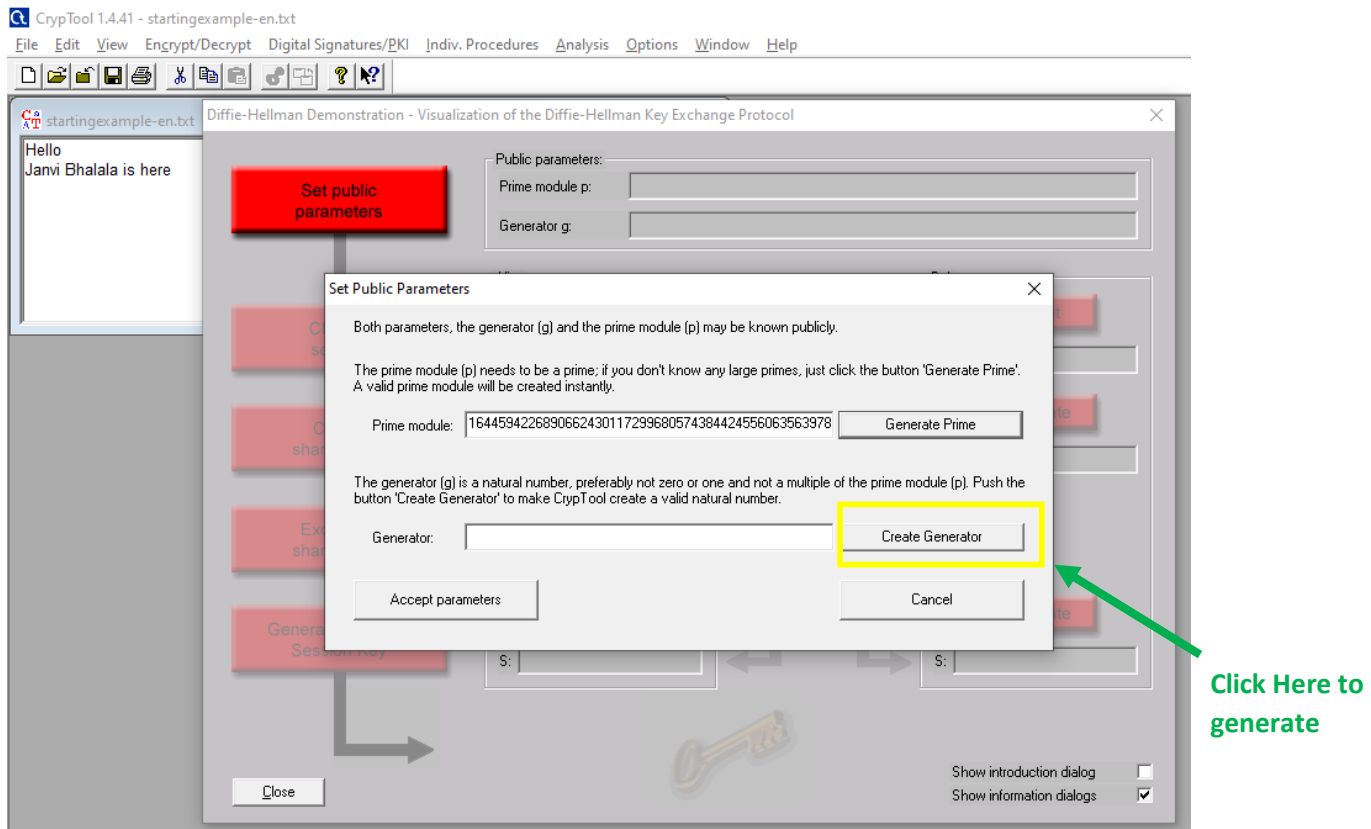 CrypTool 1.4.41 - startingexample-en.txt
File Edit View Encrypt/Decrypt Digital Signatures/PKI Indiv. Procedures Analysis Options Window Help
startingexample-en.txt
Hello
Janvi Bhalala is here
Diffie-Hellman Demonstration - Visualization of the Diffie-Hellman Key Exchange Protocol
Set public
parameters
Public parameters:
Prime module p:
Generator g:
Set Public Parameters
Both parameters, the generator (g) and the prime module (p) may be known publicly.
The prime module (p) needs to be a prime; if you don't know any large primes, just click the button 'Generate Prime'.
A valid prime module will be created instantly.
Prime module: 164459422689066243011729968057438442455606356397​8 Generate Prime
The generator (g) is a natural number, preferably not zero or one and not a multiple of the prime module (p). Push the
button 'Create Generator' to make CrypTool create a valid natural number.
Generator: Create Generator
Accept parameters Cancel
Session Key
S: S:
Click Here to
generate
Show introduction dialog
Show information dialogs
Close